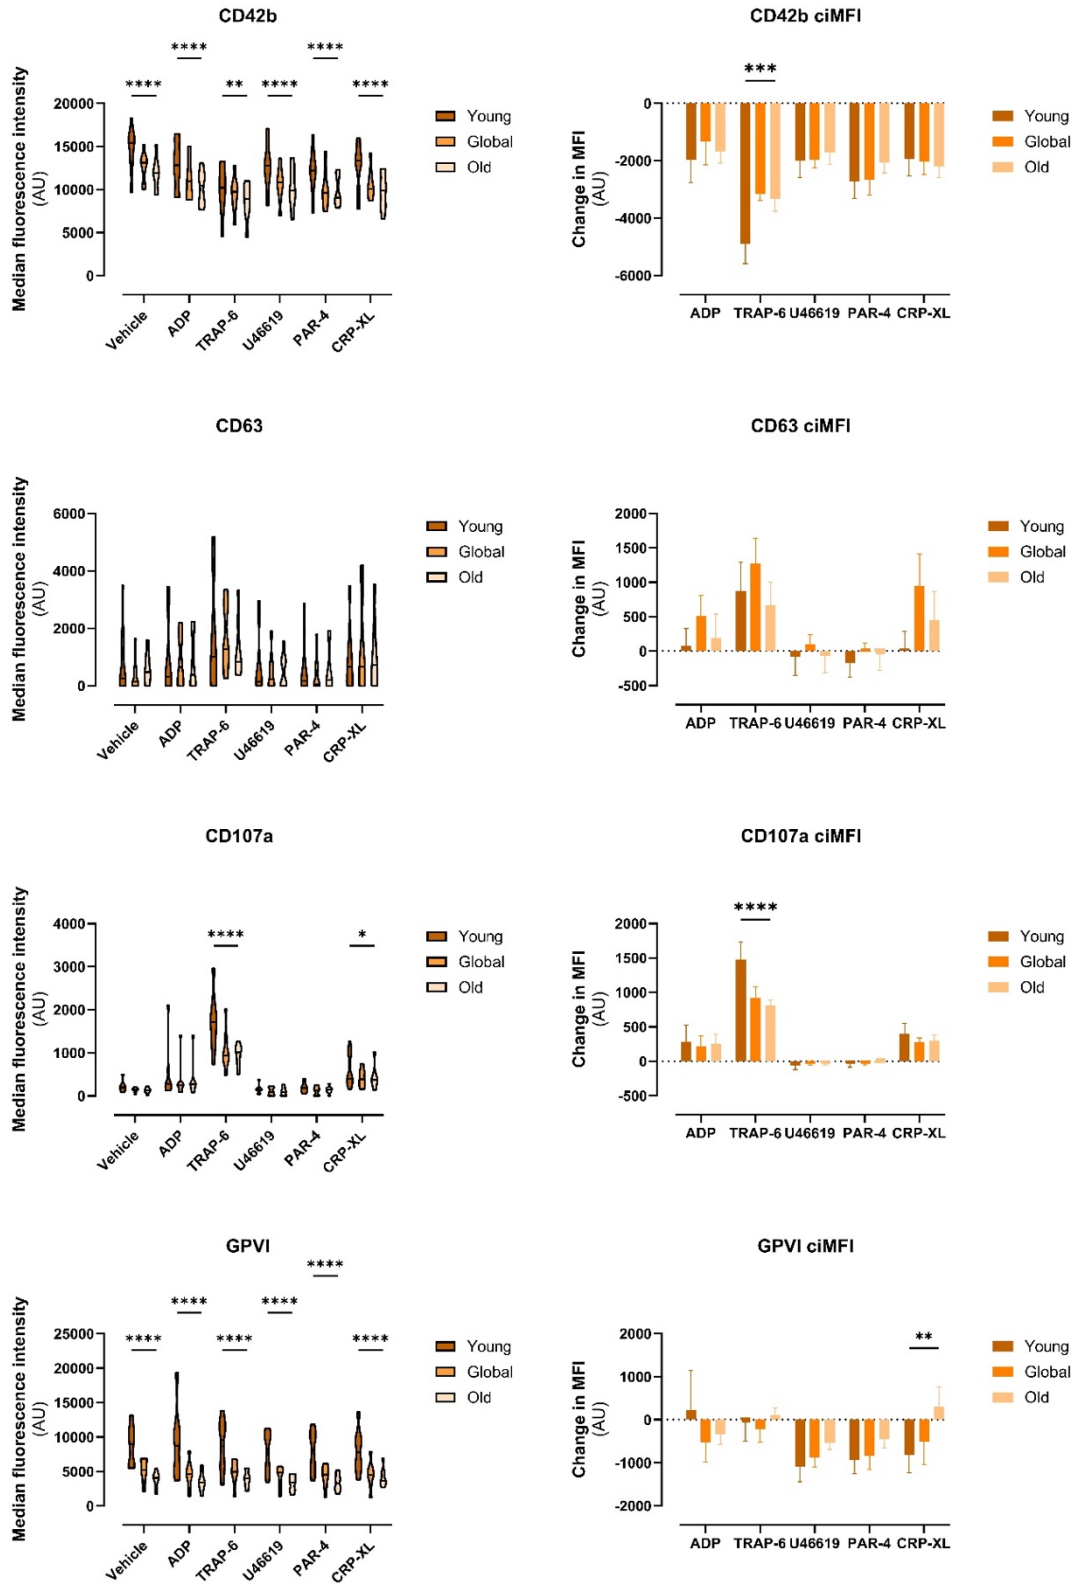 CD42b
**** ****
**** ** **** ****
Median fluorescence intensity
(AU)
20000
15000
10000
5000
0
Vehicle
ADP
TRAP-6
U46619
PAR-4
CRP-XL
Young
Global
Old
CD42b ciMFI
***
Change in MFI
(AU)
0
-2000
-4000
-6000
ADP TRAP-6 U46619 PAR-4 CRP-XL
Young
Global
Old
CD63
Median fluorescence intensity
(AU)
6000
4000
2000
0
Vehicle
ADP
TRAP-6
U46619
PAR-4
CRP-XL
Young
Global
Old
CD63 ciMFI
Change in MFI
(AU)
2000
1500
1000
500
0
-500
ADP TRAP-6 U46619 PAR-4 CRP-XL
Young
Global
Old
CD107a
**** *
Median fluorescence intensity
(AU)
4000
3000
2000
1000
0
Vehicle
ADP
TRAP-6
U46619
PAR-4
CRP-XL
Young
Global
Old
CD107a ciMFI
****
Change in MFI
(AU)
2000
1500
1000
500
0
-500
ADP TRAP-6 U46619 PAR-4 CRP-XL
Young
Global
Old
GPVI
****
**** ****
**** **** ****
Median fluorescence intensity
(AU)
25000
20000
15000
10000
5000
0
Vehicle
ADP
TRAP-6
U46619
PAR-4
CRP-XL
Young
Global
Old
GPVI ciMFI
**
Change in MFI
(AU)
2000
1000
0
-1000
-2000
ADP TRAP-6 U46619 PAR-4 CRP-XL
Young
Global
Old